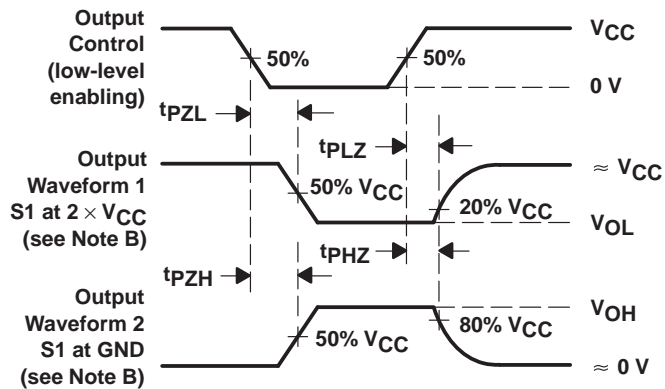 Output
Control
(low-level
enabling)
50%
50%
VCC
0 V
tPZL
tPLZ
Output
Waveform 1
S1 at 2 × VCC
(see Note B)
50% VCC
20% VCC
≈ VCC
VOL
tPZH
tPHZ
Output
Waveform 2
S1 at GND
(see Note B)
50% VCC
80% VCC
VOH
≈ 0 V